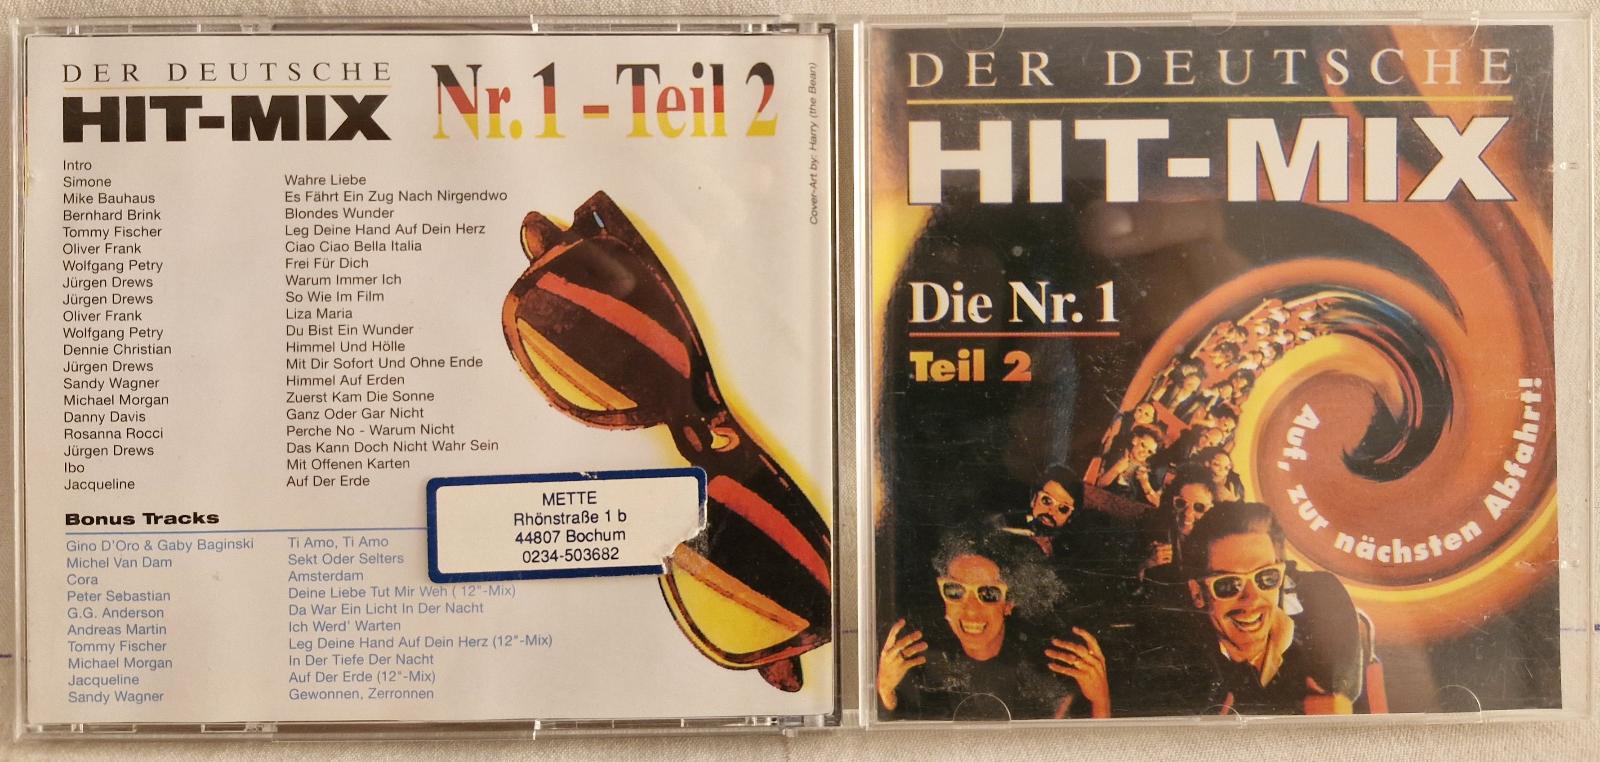 DER DEUTSCHE
HIT-MIX
Nr.1 - Teil 2
Cover-Art by: Harry (the Bean)
Intro
Simone Wahre Liebe
Mike Bauhaus Es Fährt Ein Zug Nach Nirgendwo
Bernhard Brink Blondes Wunder
Tommy Fischer Leg Deine Hand Auf Dein Herz
Oliver Frank Ciao Ciao Bella Italia
Wolfgang Petry Frei Für Dich
Jürgen Drews Warum Immer Ich
Jürgen Drews So Wie Im Film
Oliver Frank Liza Maria
Wolfgang Petry Du Bist Ein Wunder
Dennie Christian Himmel Und Hölle
Jürgen Drews Mit Dir Sofort Und Ohne Ende
Sandy Wagner Himmel Auf Erden
Michael Morgan Zuerst Kam Die Sonne
Danny Davis Ganz Oder Gar Nicht
Rosanna Rocci Perche No - Warum Nicht
Jürgen Drews Das Kann Doch Nicht Wahr Sein
Ibo Mit Offenen Karten
Jacqueline Auf Der Erde
Bonus Tracks
Gino D'Oro & Gaby Baginski Ti Amo, Ti Amo
Michel Van Dam Sekt Oder Selters
Cora Amsterdam
Peter Sebastian Deine Liebe Tut Mir Weh ( 12"-Mix)
G.G. Anderson Da War Ein Licht In Der Nacht
Andreas Martin Ich Werd' Warten
Tommy Fischer Leg Deine Hand Auf Dein Herz (12"-Mix)
Michael Morgan In Der Tiefe Der Nacht
Jacqueline Auf Der Erde (12"-Mix)
Sandy Wagner Gewonnen, Zerronnen
METTE
Rhönstraße 1 b
44807 Bochum
0234-503682
DER DEUTSCHE
HIT-MIX
Die Nr. 1
Teil 2
Auf, zur nächsten Abfahrt!